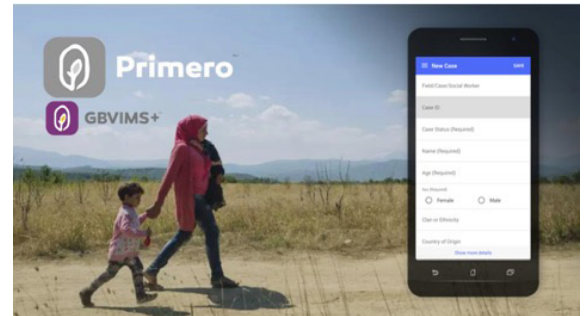 Primero
GBVIMS+
New Case
SAVE
Field/Case/Social Worker
Case ID
Case Status (Required)
Name (Required)
Age (Required)
Sex (Required)
Female
Male
Clan or Ethnicity
Country of Origin
Show more details